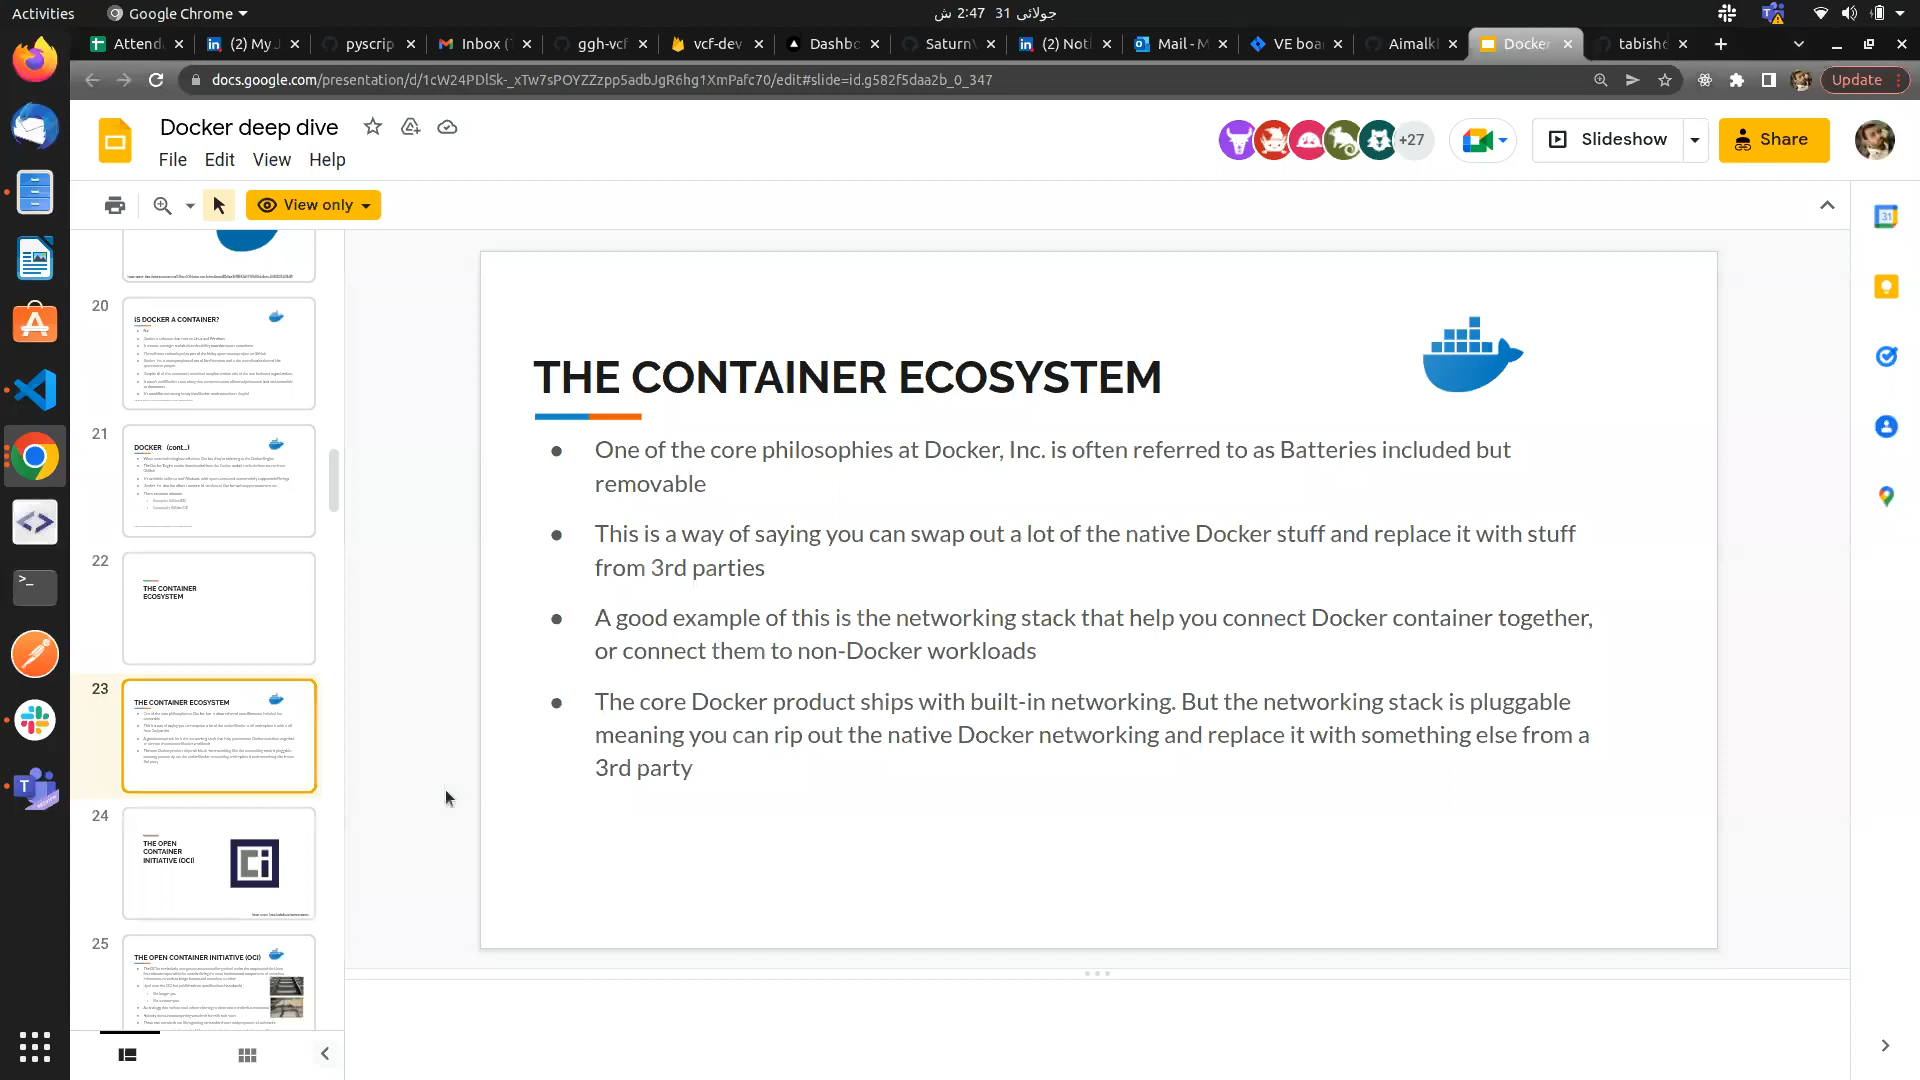 Activities
Google Chrome
جولائی 31  2:47 ش
Attend
(2) My J
pyscrip
Inbox (
ggh-vcf
vcf-dev
Dashbo
Saturn
(2) Not
Mail - M
VE boa
Aimalk
Docker
tabish
docs.google.com/presentation/d/1cW24PDlSk-_xTw7sPOYZZzpp5adbJgR6hg1XmPafc70/edit#slide=id.g582f5daa2b_0_347
Update
Docker deep dive
File Edit View Help
+27
Slideshow
Share
View only
20
IS DOCKER A CONTAINER?
21
DOCKER (cont...)
22
THE CONTAINER
ECOSYSTEM
23
THE CONTAINER ECOSYSTEM
24
THE OPEN
CONTAINER
INITIATIVE (OCI)
25
THE OPEN CONTAINER INITIATIVE (OCI)
THE CONTAINER ECOSYSTEM
● One of the core philosophies at Docker, Inc. is often referred to as Batteries included but
removable
● This is a way of saying you can swap out a lot of the native Docker stuff and replace it with stuff
from 3rd parties
● A good example of this is the networking stack that help you connect Docker container together,
or connect them to non-Docker workloads
● The core Docker product ships with built-in networking. But the networking stack is pluggable
meaning you can rip out the native Docker networking and replace it with something else from a
3rd party